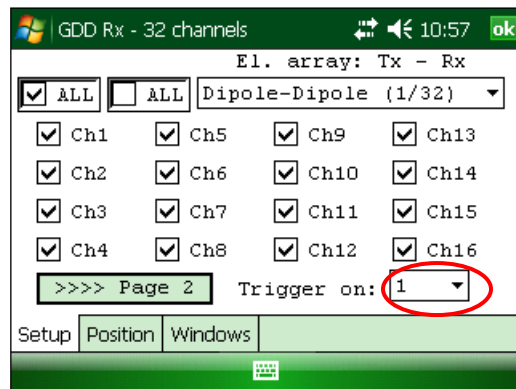 GDD Rx - 32 channels 10:57 ok
El. array: Tx - Rx
ALL ALL Dipole-Dipole (1/32)
Ch1 Ch5 Ch9 Ch13
Ch2 Ch6 Ch10 Ch14
Ch3 Ch7 Ch11 Ch15
Ch4 Ch8 Ch12 Ch16
>>>> Page 2 Trigger on: 1
Setup Position Windows